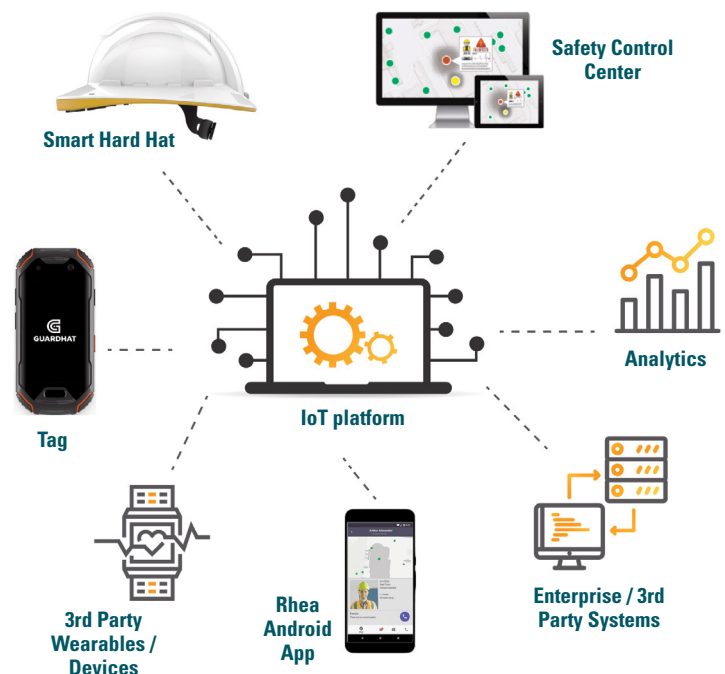 Safety Control
Center
Smart Hard Hat
GUARDHAT
Tag
IoT platform
Analytics
3rd Party
Wearables /
Devices
Rhea
Android
App
Enterprise / 3rd
Party Systems